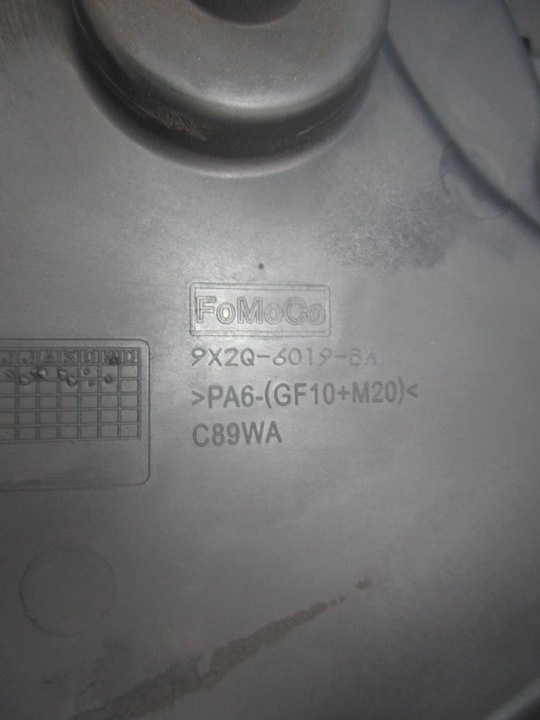 FoMoCo
9X2Q-6019-BA
J J A S O N D
>PA6-(GF10+M20)<
C89WA